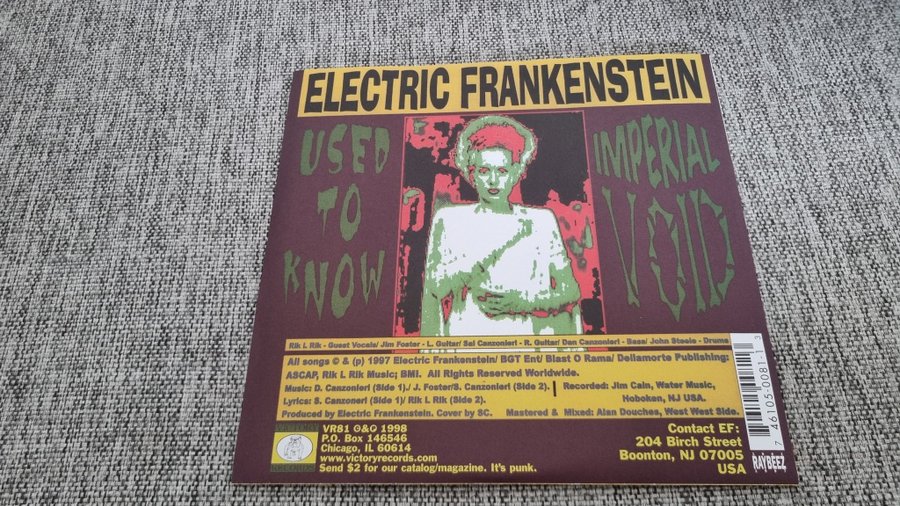 ELECTRIC FRANKENSTEIN
USED
TO
KNOW
IMPERIAL
VOID
Rik L Rik - Guest Vocals/ Jim Foster - L. Guitar/ Sal Canzonieri - R. Guitar/ Dan Canzonieri - Bass/ John Steele - Drums
All songs © & (p) 1997 Electric Frankenstein/ BGT Ent/ Blast O Rama/ Dellamorte Publishing:
ASCAP, Rik L Rik Music; BMI. All Rights Reserved Worldwide.
Music: D. Canzonieri (Side 1)./ J. Foster/S. Canzonieri (Side 2).
Lyrics: S. Canzoneri (Side 1)/ Rik L Rik (Side 2).
Recorded: Jim Cain, Water Music,
Hoboken, NJ USA.
Produced by Electric Frankenstein. Cover by SC. Mastered & Mixed: Alan Douches, West West Side.
VICTORY
RECORDS
VR81 ©&© 1998
P.O. Box 146546
Chicago, IL 60614
www.victoryrecords.com
Send $2 for our catalog/magazine. It's punk.
Contact EF:
204 Birch Street
Boonton, NJ 07005
USA
7 46105-0081-1 3
RAYBEEZ